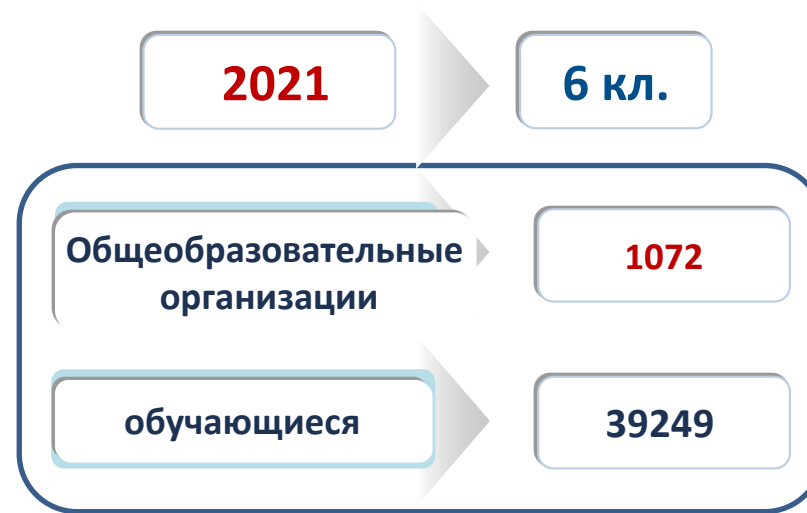 2021
6 кл.
Общеобразовательные
организации
1072
обучающиеся
39249